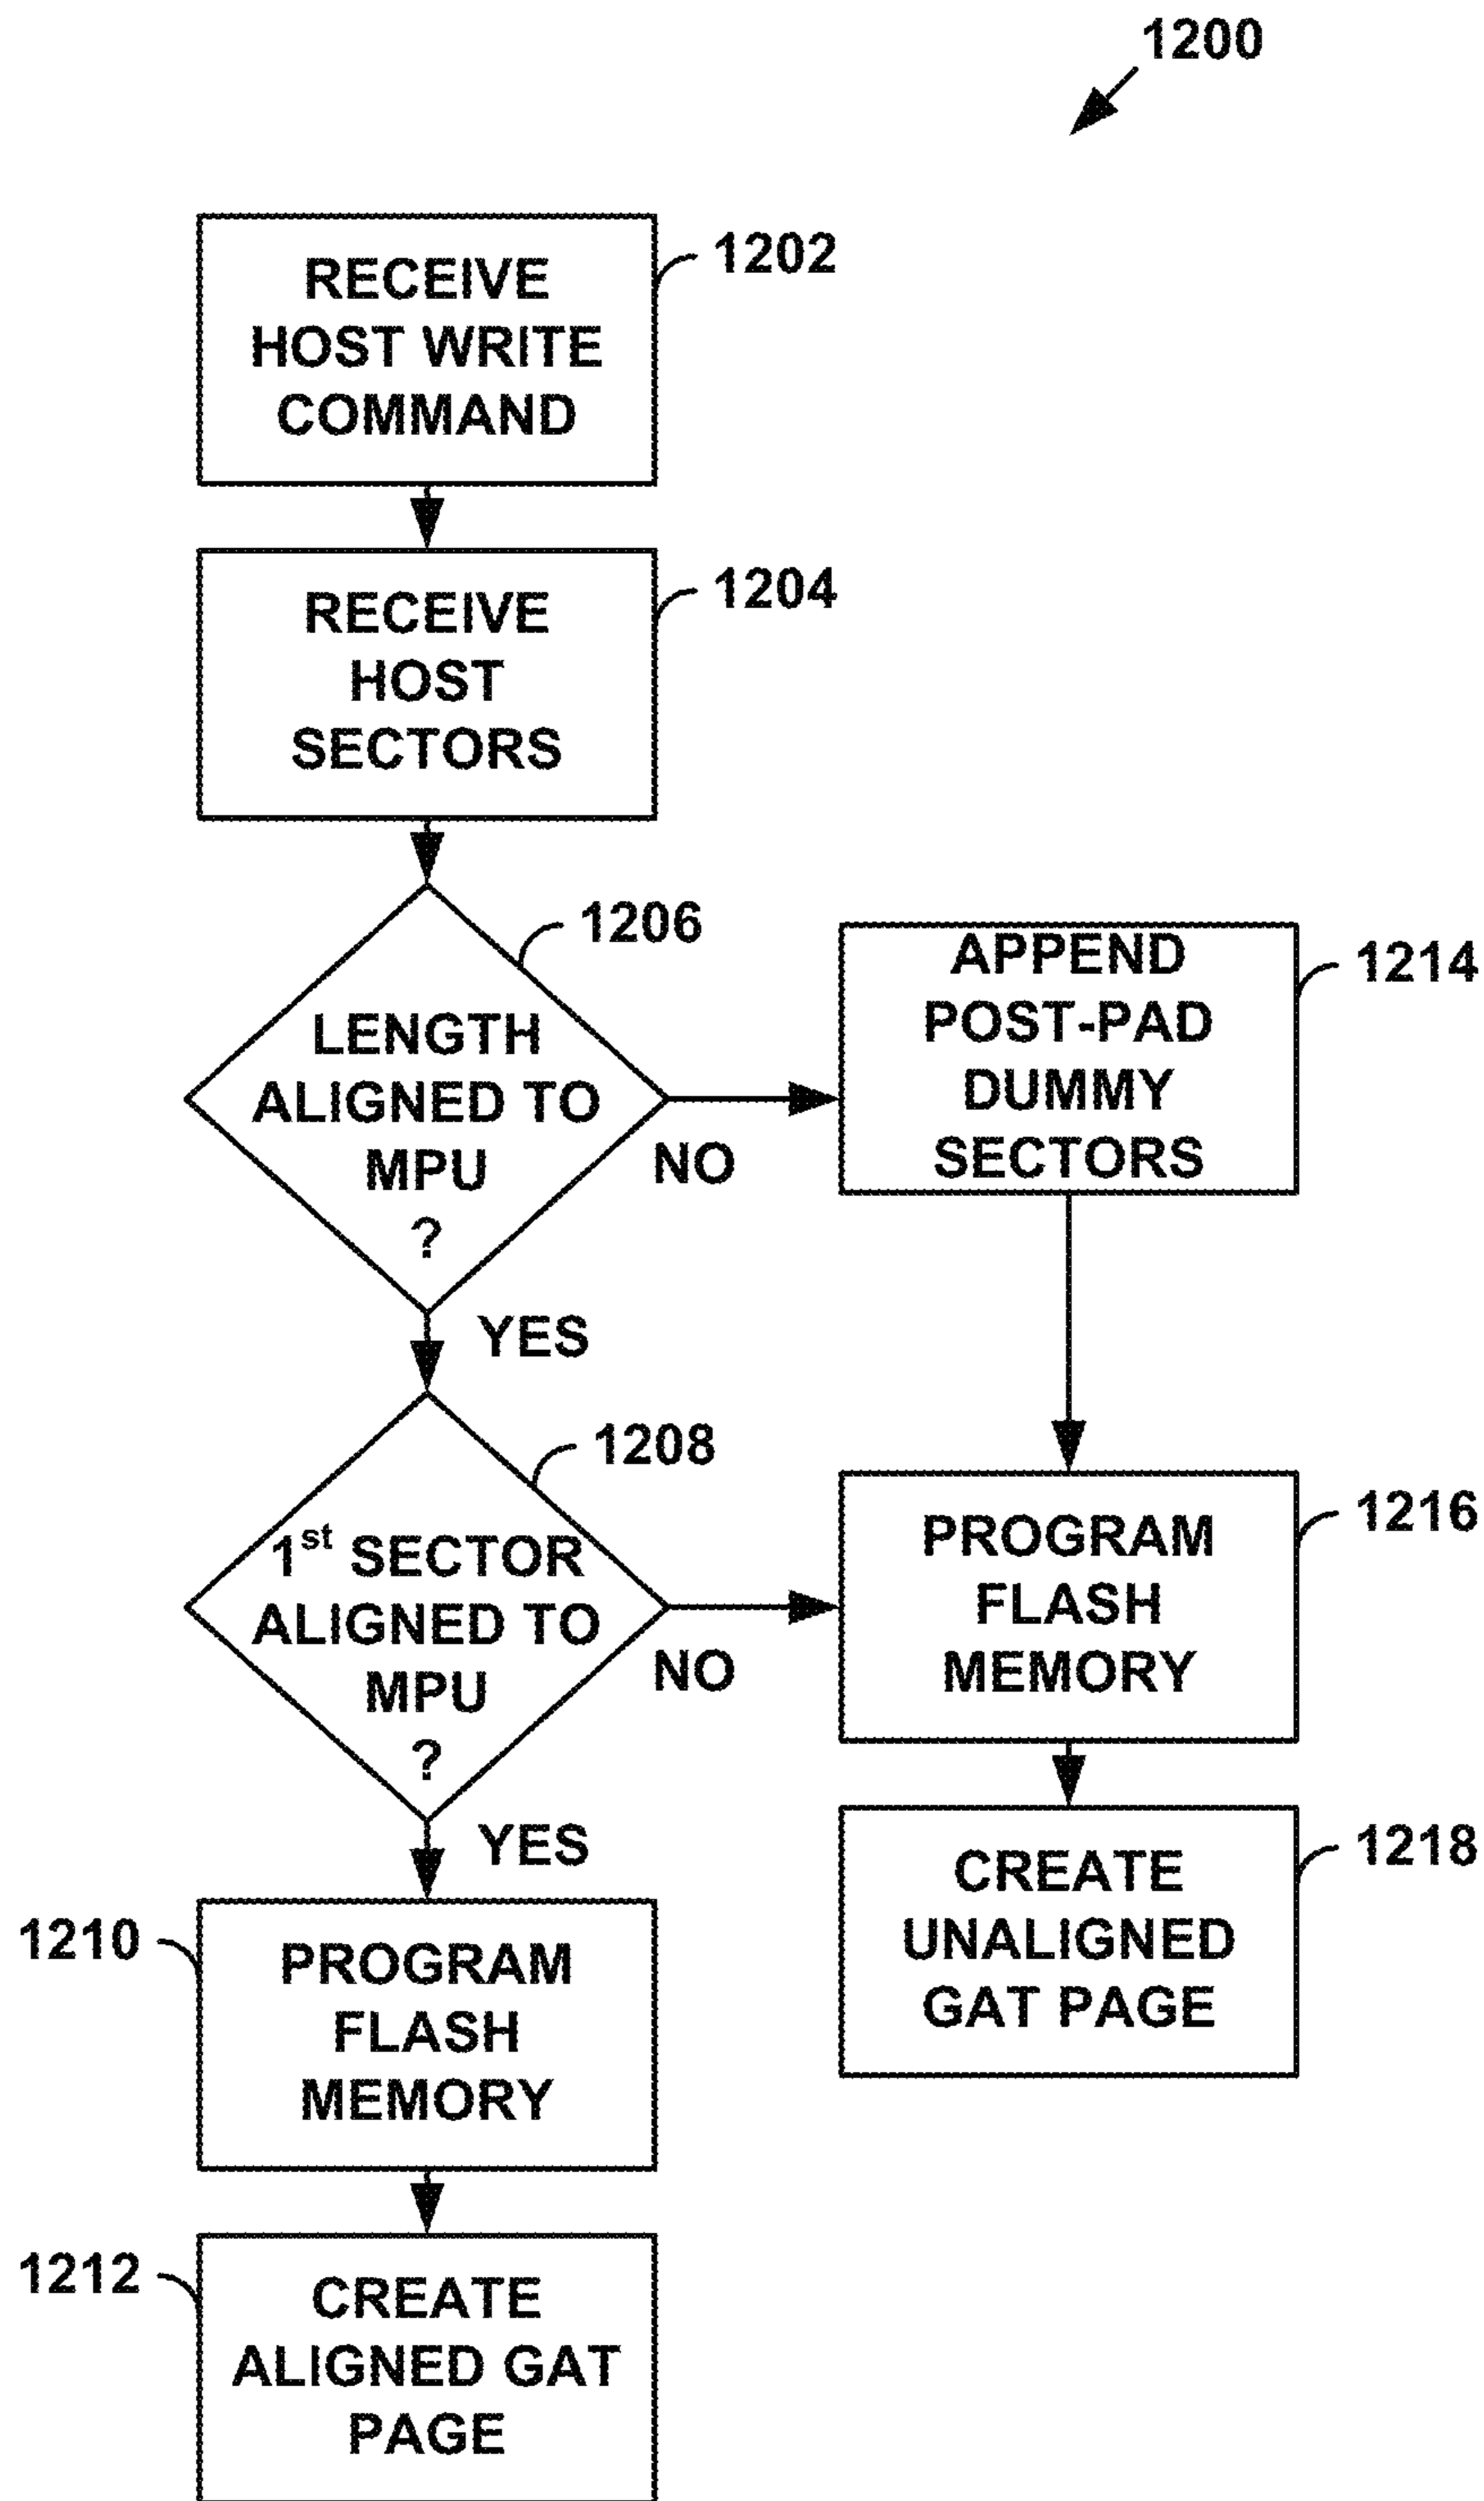 1200
RECEIVE
HOST WRITE
COMMAND
1202
RECEIVE
HOST
SECTORS
1204
1206
LENGTH
ALIGNED TO
MPU
?
NO
YES
APPEND
POST-PAD
DUMMY
SECTORS
1214
1208
1st SECTOR
ALIGNED TO
MPU
?
NO
YES
PROGRAM
FLASH
MEMORY
1216
CREATE
UNALIGNED
GAT PAGE
1218
1210
PROGRAM
FLASH
MEMORY
1212
CREATE
ALIGNED GAT
PAGE